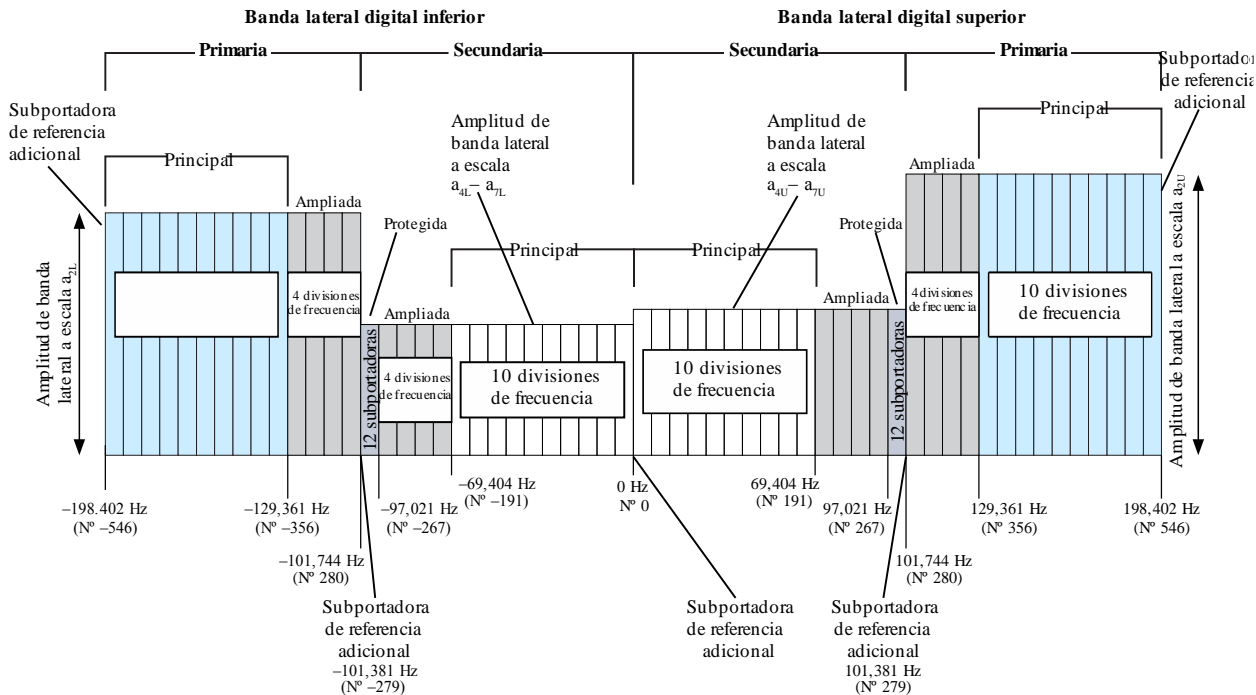 Banda lateral digital inferior
Banda lateral digital superior
Primaria
Secundaria
Secundaria
Primaria
Subportadora
de referencia
adicional
Subportadora
de referencia
adicional
Principal
Amplitud de
banda lateral
a escala
a4L– a7L
Amplitud de
banda lateral
a escala
a4U– a7U
Principal
Ampliada
Ampliada
Protegida
Protegida
Principal
Principal
Ampliada
Ampliada
Amplitud de banda
lateral a escala a2L
4 divisiones
de frecuencia
12 subportadoras
4 divisiones
de frecuencia
10 divisiones
de frecuencia
10 divisiones
de frecuencia
12 subportadoras
4 divisiones
de frecuencia
10 divisiones
de frecuencia
Amplitud de banda lateral a escala a2U
–198.402 Hz
(Nº –546)
–129,361 Hz
(Nº –356)
–101,744 Hz
(Nº 280)
–97,021 Hz
(Nº –267)
–69,404 Hz
(Nº –191)
0 Hz
Nº 0
69,404 Hz
(Nº 191)
97,021 Hz
(Nº 267)
101,744 Hz
(Nº 280)
129,361 Hz
(Nº 356)
198,402 Hz
(Nº 546)
Subportadora
de referencia
adicional
–101,381 Hz
(Nº –279)
Subportadora
de referencia
adicional
Subportadora
de referencia
adicional
101,381 Hz
(Nº 279)